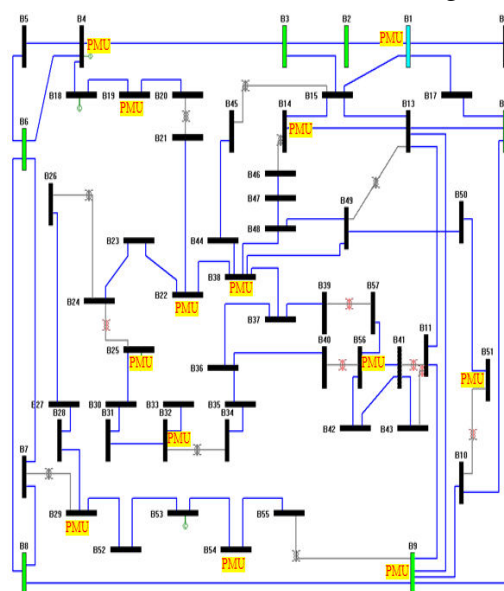 B5 B4 B3 B2 B1 B
PMU PMU
B18 B19 B20 B45 B14 B15 B13 B17 B
PMU PMU
B6 B21
B26 B46
B47 B49 B50
B23 B44 B48
B38
B24 B22 PMU B39 B57
PMU B37
B40 B56 B41 B11
B25 B36 PMU B51
PMU PMU
B27 B28 B30 B31 B33 B32 B35 B34 B42 B43
PMU B10
B7
B29 B53 B55
PMU B52 B54 B9
B8 PMU PMU